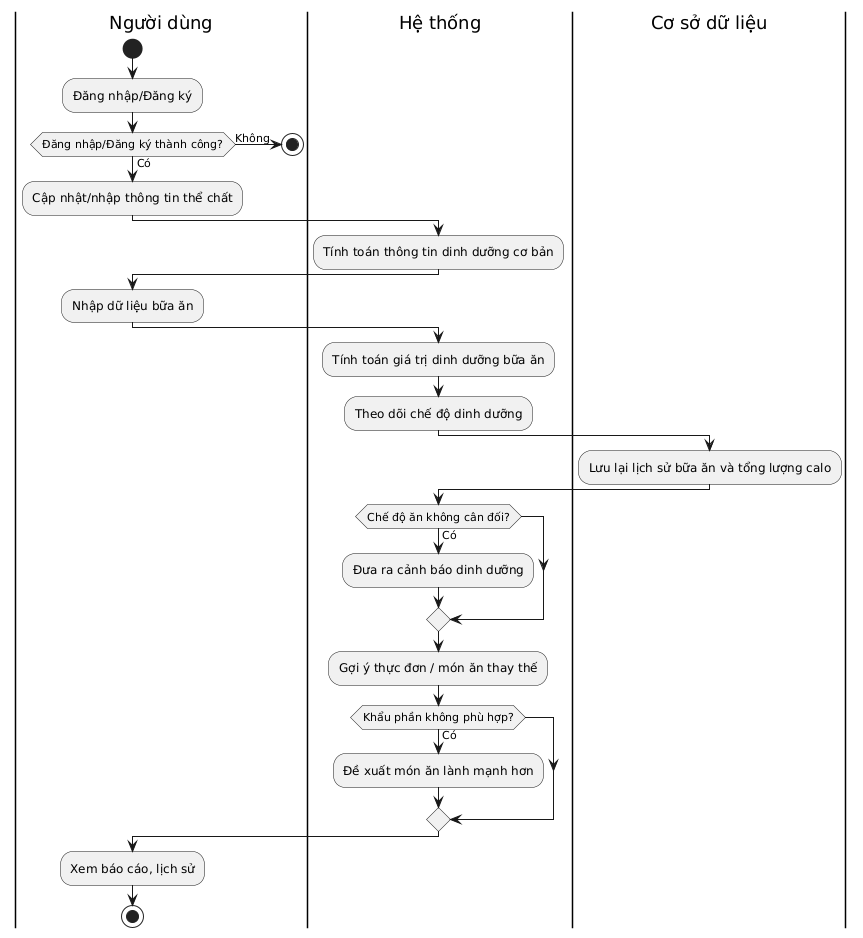 Người dùng
Hệ thống
Cơ sở dữ liệu
Đăng nhập/Đăng ký
Đăng nhập/Đăng ký thành công?
Không
Có
Cập nhật/nhập thông tin thể chất
Tính toán thông tin dinh dưỡng cơ bản
Nhập dữ liệu bữa ăn
Tính toán giá trị dinh dưỡng bữa ăn
Theo dõi chế độ dinh dưỡng
Lưu lại lịch sử bữa ăn và tổng lượng calo
Chế độ ăn không cân đối?
Có
Đưa ra cảnh báo dinh dưỡng
Gợi ý thực đơn / món ăn thay thế
Khẩu phần không phù hợp?
Có
Đề xuất món ăn lành mạnh hơn
Xem báo cáo, lịch sử